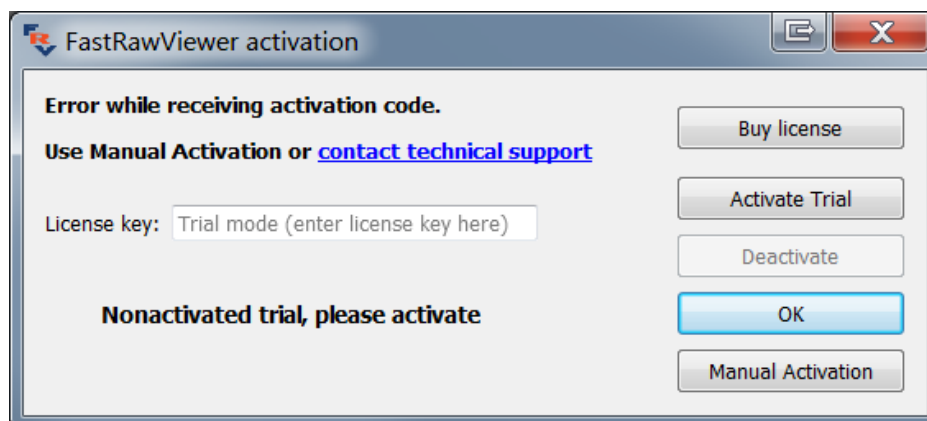 FastRawViewer activation
Error while receiving activation code.
Use Manual Activation or contact technical support
License key: Trial mode (enter license key here)
Nonactivated trial, please activate
Buy license
Activate Trial
Deactivate
OK
Manual Activation